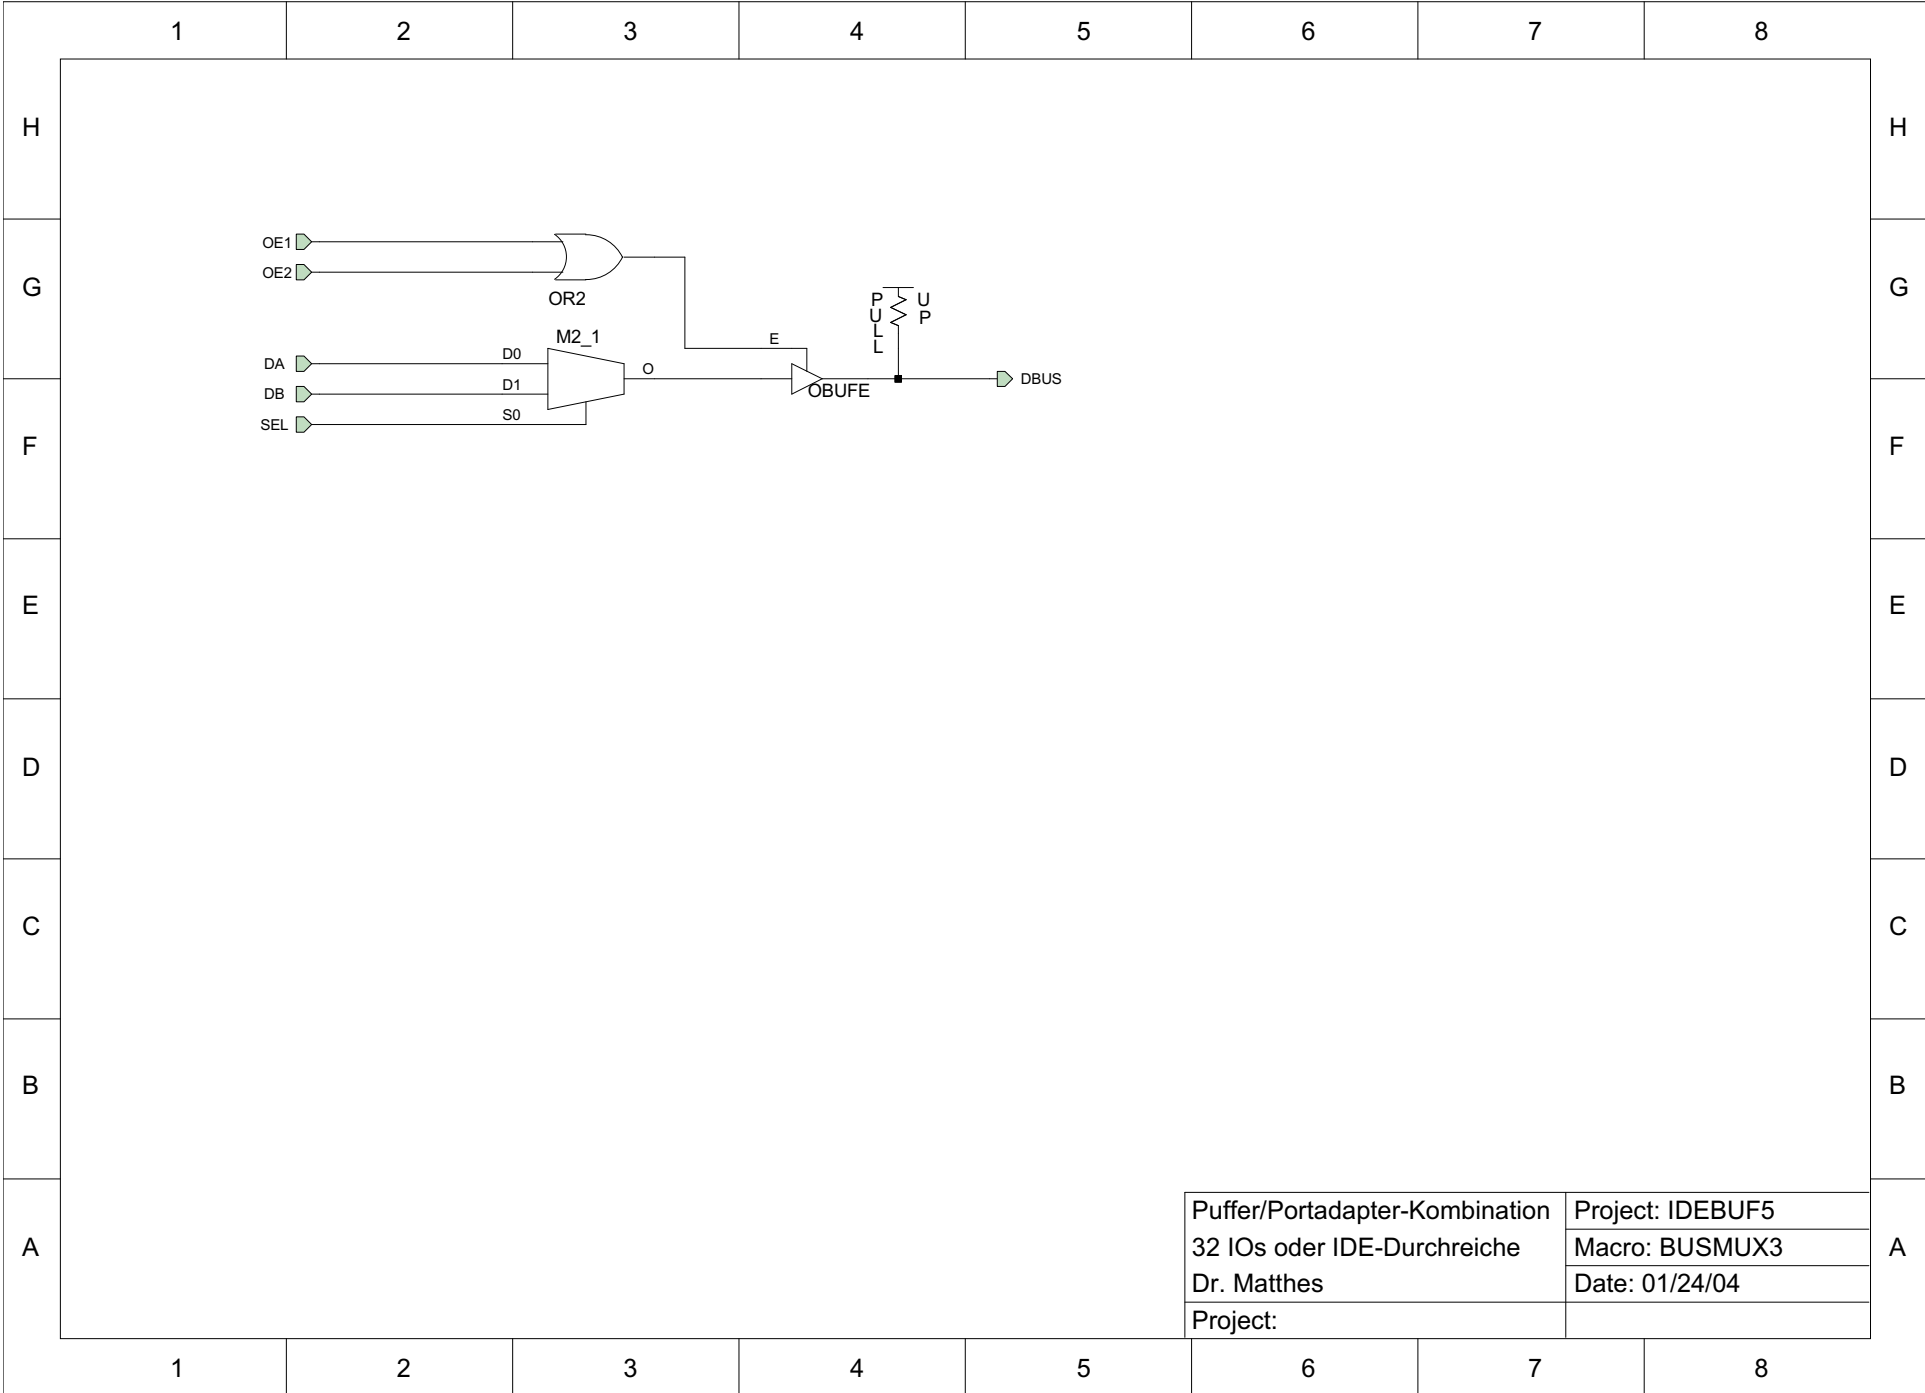 1 2 3 4 5 6 7 8
H H
OE1
OE2
G G
OR2
PULL UP
M2_1
E
DA D0
O
DB D1
OBUFE
DBUS
SEL S0
F F
E E
D D
C C
B B
A A
Puffer/Portadapter-Kombination
32 IOs oder IDE-Durchreiche
Dr. Matthes
Project:
Project: IDEBUF5
Macro: BUSMUX3
Date: 01/24/04
1 2 3 4 5 6 7 8